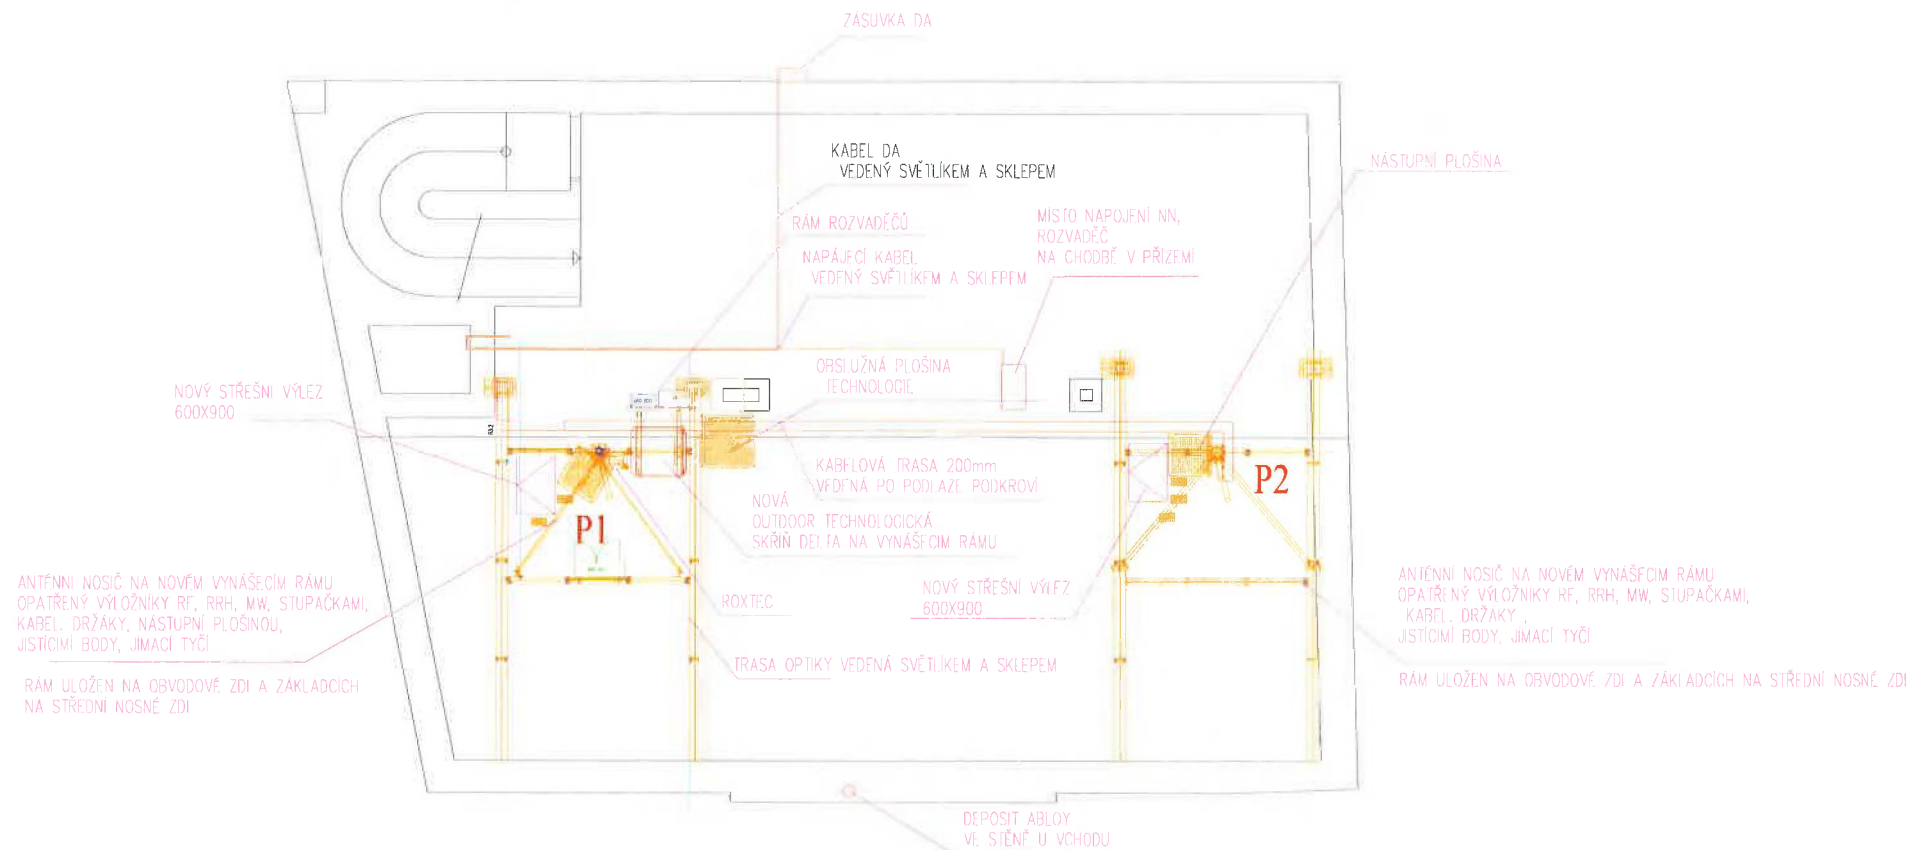 ZÁSUVKA DA
KABEL DA
VEDENÝ SVĚTLÍKEM A SKLEPEM
NÁSTUPNÍ PLOŠINA
RÁM ROZVADĚČŮ
MÍSTO NAPOJENÍ NN,
ROZVADĚČ
NA CHODBĚ V PŘÍZEMÍ
NAPÁJECÍ KABEL
VEDENÝ SVĚTLÍKEM A SKLEPEM
OBSLUŽNÁ PLOŠINA
TECHNOLOGIE
NOVÝ STŘEŠNÍ VÝLEZ
600X900
KABELOVÁ TRASA 200mm
VEDENÁ PO PODLAZE PODKROVÍ
P2
NOVÁ
OUTDOOR TECHNOLOGICKÁ
SKŘÍŇ DELTA NA VYNÁŠECÍM RÁMU
P1
ANTÉNNI NOSIČ NA NOVÉM VYNÁŠECÍM RÁMU
OPATŘENÝ VÝLOŽNÍKY RF, RRH, MW, STUPAČKAMI,
KABEL. DRŽÁKY, NÁSTUPNÍ PLOŠINOU,
JISTÍCÍMI BODY, JÍMACÍ TYČÍ
ROXTEC
NOVÝ STŘEŠNÍ VÝLEZ
600X900
ANTÉNNI NOSIČ NA NOVÉM VYNÁŠECÍM RÁMU
OPATŘENÝ VÝLOŽNÍKY RF, RRH, MW, STUPAČKAMI,
KABEL. DRŽÁKY ,
JISTÍCÍMI BODY, JÍMACÍ TYČÍ
TRASA OPTIKY VEDENÁ SVĚTLÍKEM A SKLEPEM
RÁM ULOŽEN NA OBVODOVÉ ZDI A ZÁKLADCÍCH
NA STŘEDNÍ NOSNÉ ZDI
RÁM ULOŽEN NA OBVODOVÉ ZDI A ZÁKLADCÍCH NA STŘEDNÍ NOSNÉ ZDI
DEPOSIT ABLOY
VE STĚNĚ U VCHODU